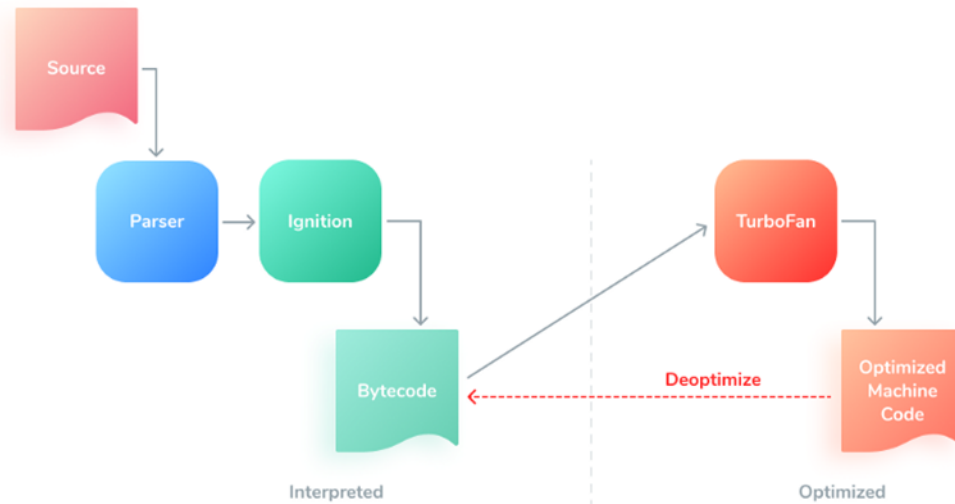 Source
Parser
Ignition
TurboFan
Bytecode
Deoptimize
Optimized
Machine
Code
Interpreted
Optimized